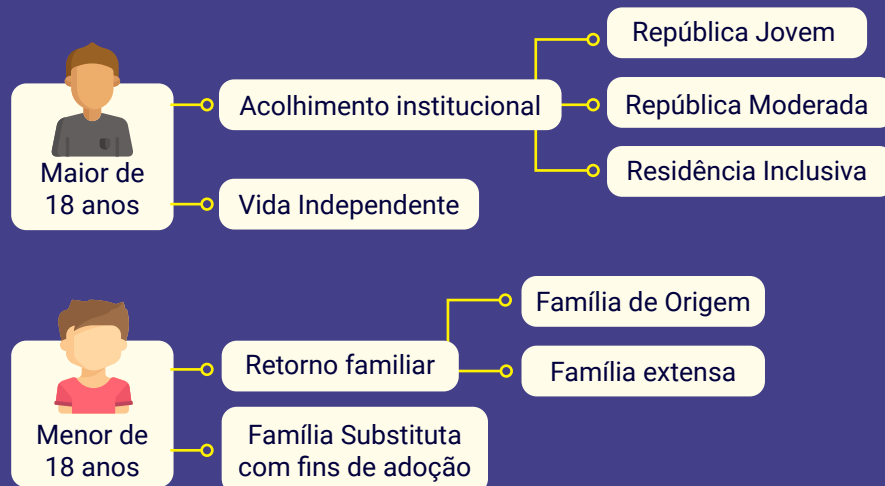 Maior de
18 anos
Acolhimento institucional
República Jovem
República Moderada
Residência Inclusiva
Vida Independente
Menor de
18 anos
Retorno familiar
Família de Origem
Família extensa
Família Substituta
com fins de adoção